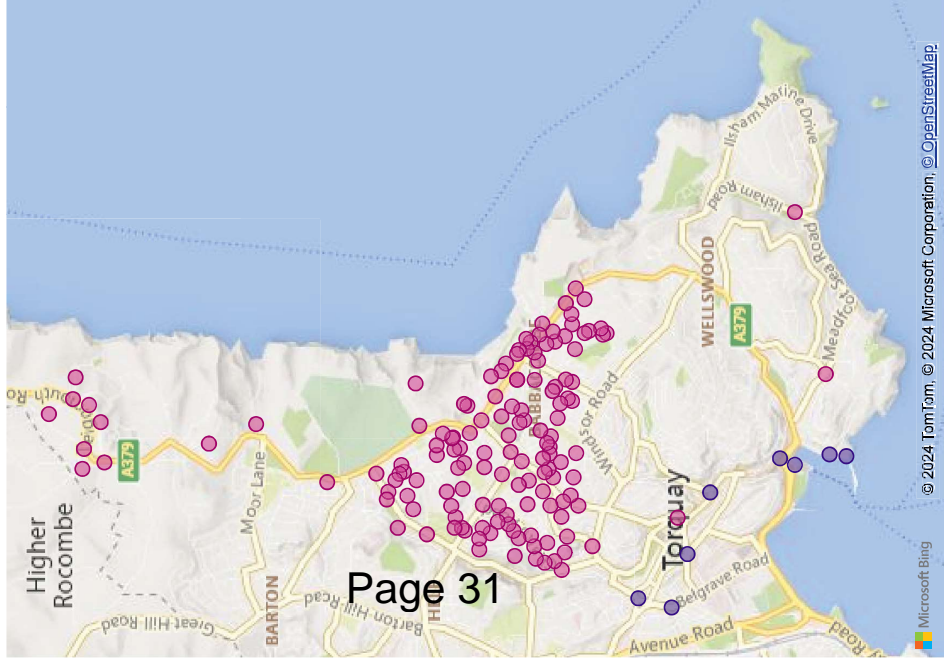 Ilsham Marine Drive
Ilsham Road
WELLSWOOD
A379
Meadfoot Sea Road
Windsor Road
A379
Moor Lane
Higher
Rocombe
Torquay
BARTON
Page 31
Barton Hill Road
Great Hill Road
Belgrave Road
Avenue Road
© 2024 TomTom, © 2024 Microsoft Corporation, © OpenStreetMap
Microsoft Bing